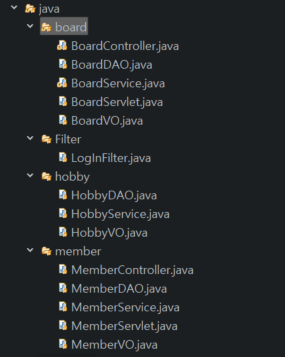 java
board
BoardController.java
BoardDAO.java
BoardService.java
BoardServlet.java
BoardVO.java
Filter
LogInFilter.java
hobby
HobbyDAO.java
HobbyService.java
HobbyVO.java
member
MemberController.java
MemberDAO.java
MemberService.java
MemberServlet.java
MemberVO.java